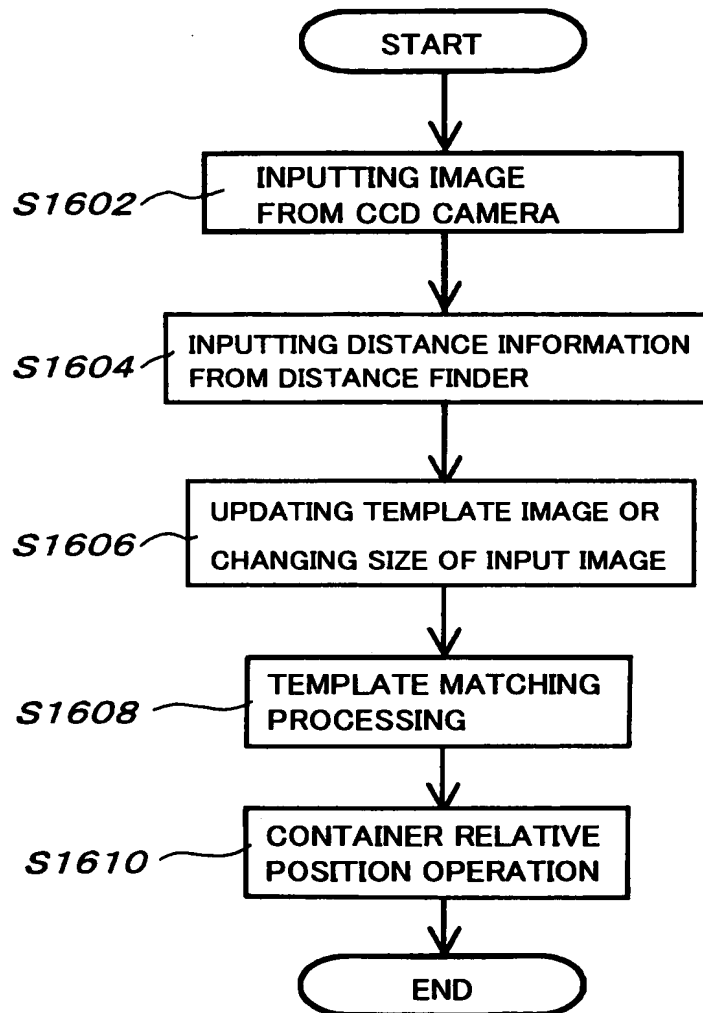 START
S1602
INPUTTING IMAGE
FROM CCD CAMERA
S1604
INPUTTING DISTANCE INFORMATION
FROM DISTANCE FINDER
S1606
UPDATING TEMPLATE IMAGE OR
CHANGING SIZE OF INPUT IMAGE
S1608
TEMPLATE MATCHING
PROCESSING
S1610
CONTAINER RELATIVE
POSITION OPERATION
END